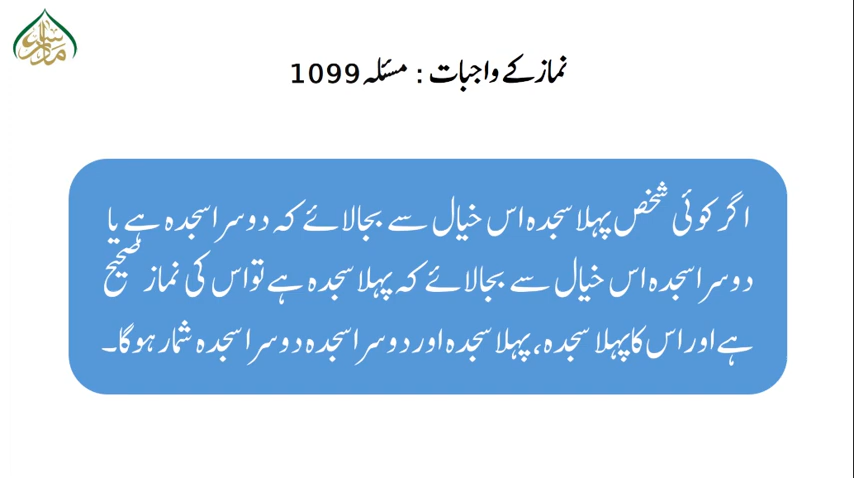 نماز کے واجبات : مسئلہ 1099
اگر کوئی شخص پہلا سجدہ اس خیال سے بجالائے کہ دوسرا سجدہ ہے یا
دوسرا سجدہ اس خیال سے بجالائے کہ پہلا سجدہ ہے تو اس کی نماز صحیح
ہے اور اس کا پہلا سجدہ، پہلا سجدہ اور دوسرا سجدہ دوسرا سجدہ شمار ہوگا۔